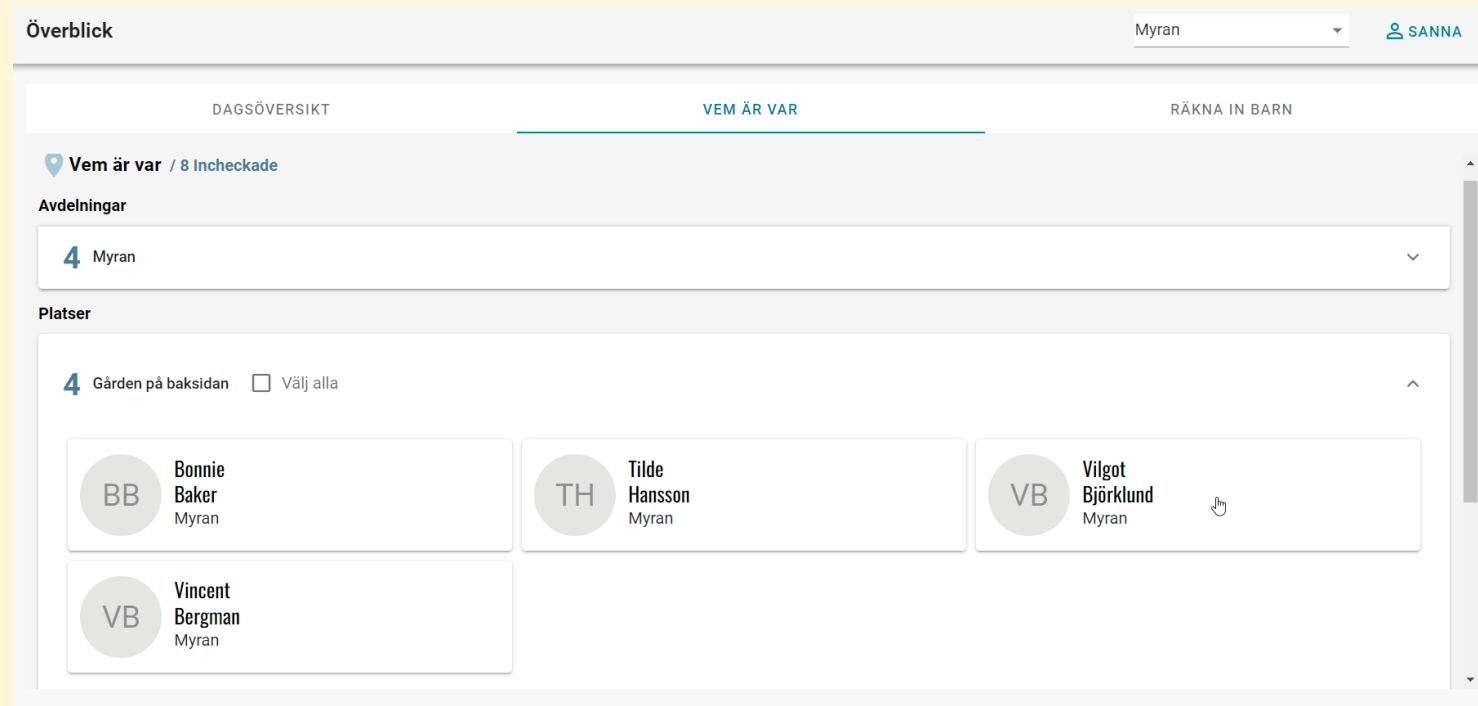 Överblick
Myran
SANNA
DAGSÖVERSIKT
VEM ÄR VAR
RÄKNA IN BARN
Vem är var / 8 Incheckade
Avdelningar
4 Myran
Platser
4 Gården på baksidan Välj alla
BB
Bonnie
Baker
Myran
TH
Tilde
Hansson
Myran
VB
Vilgot
Björklund
Myran
VB
Vincent
Bergman
Myran